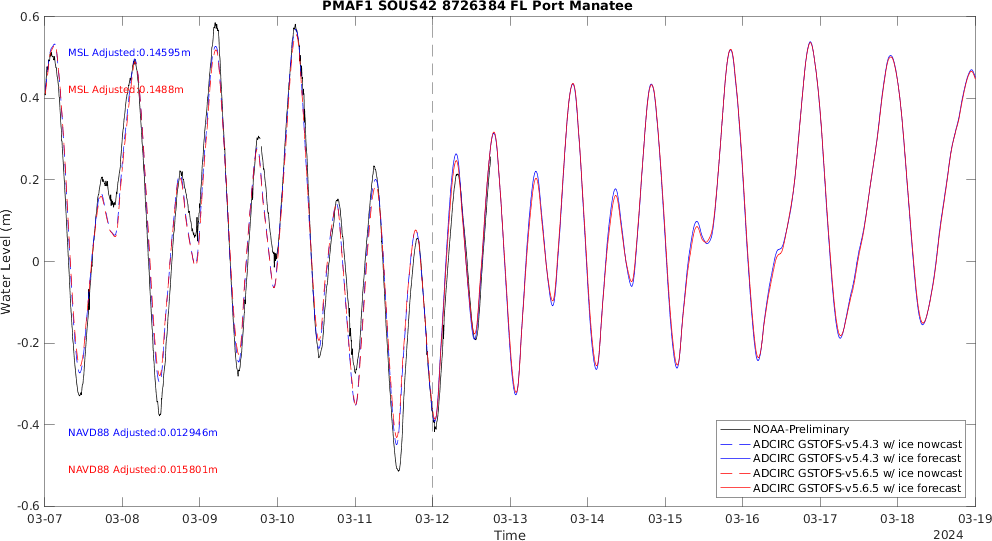 PMAF1 SOUS42 8726384 FL Port Manatee
0.6
0.4
0.2
0
-0.2
-0.4
-0.6
Water Level (m)
MSL Adjusted:0.14595m
MSL Adjusted:0.1488m
NAVD88 Adjusted:0.012946m
NAVD88 Adjusted:0.015801m
NOAA-Preliminary
ADCIRC GSTOFS-v5.4.3 w/ ice nowcast
ADCIRC GSTOFS-v5.4.3 w/ ice forecast
ADCIRC GSTOFS-v5.6.5 w/ ice nowcast
ADCIRC GSTOFS-v5.6.5 w/ ice forecast
03-07 03-08 03-09 03-10 03-11 03-12 03-13 03-14 03-15 03-16 03-17 03-18 03-19
Time
2024